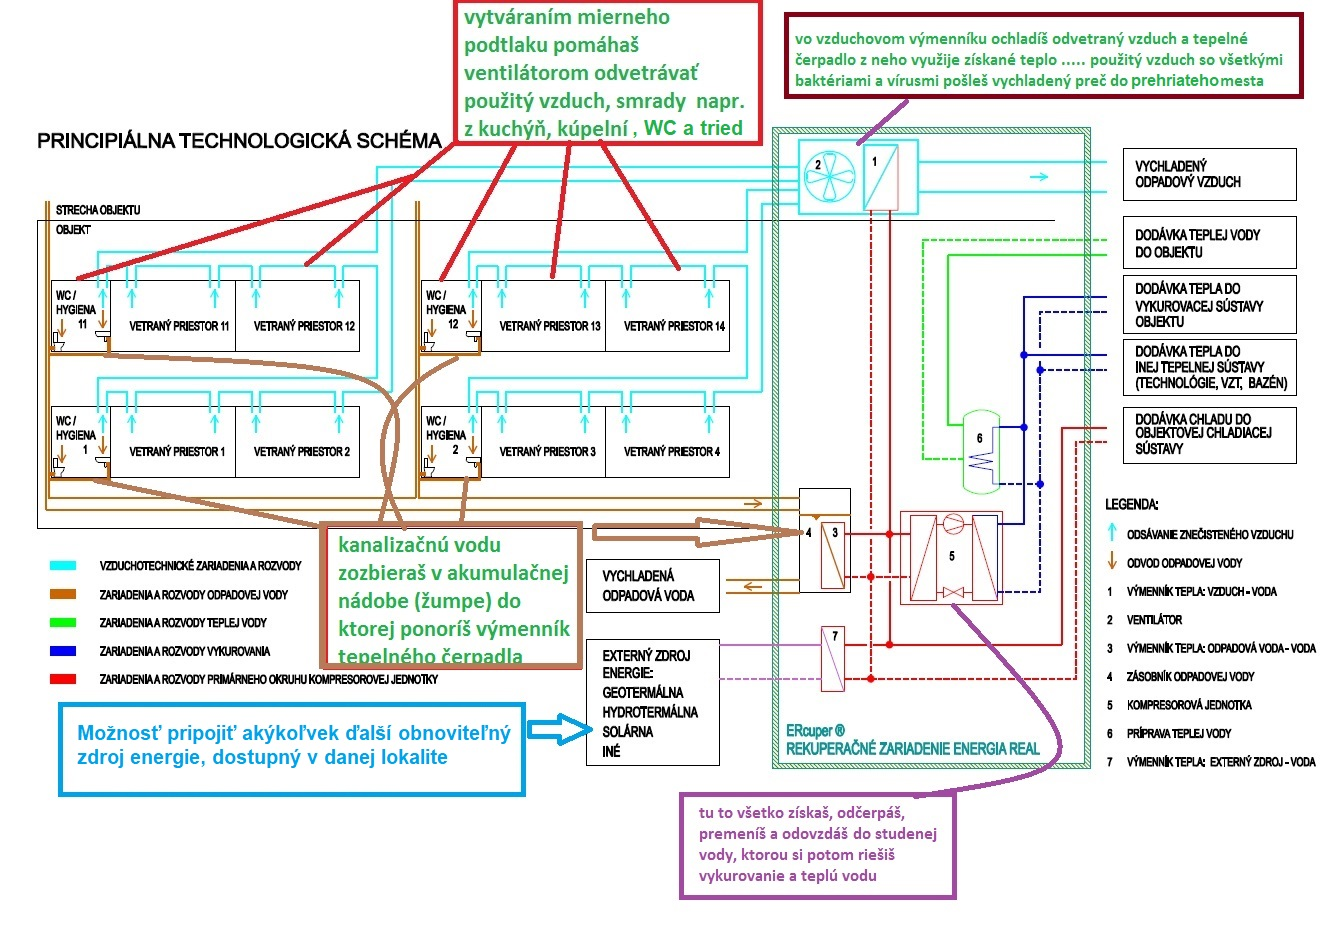 vytváraním mierneho
podtlaku pomáhaš
ventilátorom odvetrávať
použitý vzduch, smrady napr.
z kuchýň, kúpelní , WC a tried
vo vzduchovom výmenníku ochladíš odvetraný vzduch a tepelné
čerpadlo z neho využije získané teplo ..... použitý vzduch so všetkými
baktériami a vírusmi pošleš vychladený preč do prehriateho mesta
PRINCIPIÁLNA TECHNOLOGICKÁ SCHÉMA
STRECHA OBJEKTU
OBJEKT
2
1
VYCHLADENÝ
ODPADOVÝ VZDUCH
DODÁVKA TEPLEJ VODY
DO OBJEKTU
DODÁVKA TEPLA DO
VYKUROVACEJ SÚSTAVY
OBJEKTU
DODÁVKA TEPLA DO
INEJ TEPELNEJ SÚSTAVY
(TECHNOLÓGIE, VZT, BAZÉN)
DODÁVKA CHLADU DO
OBJEKTOVEJ CHLADIACEJ
SÚSTAVY
WC /
HYGIENA
11
VETRANÝ PRIESTOR 11
VETRANÝ PRIESTOR 12
WC /
HYGIENA
12
VETRANÝ PRIESTOR 13
VETRANÝ PRIESTOR 14
WC /
HYGIENA
1
VETRANÝ PRIESTOR 1
VETRANÝ PRIESTOR 2
WC /
HYGIENA
2
VETRANÝ PRIESTOR 3
VETRANÝ PRIESTOR 4
6
4
3
5
7
kanalizačnú vodu
zozbieraš v akumulačnej
nádobe (žumpe) do
ktorej ponoríš výmenník
tepelného čerpadla
VYCHLADENÁ
ODPADOVÁ VODA
EXTERNÝ ZDROJ
ENERGIE:
GEOTERMÁLNA
HYDROTERMÁLNA
SOLÁRNA
INÉ
VZDUCHOTECHNICKÉ ZARIADENIA A ROZVODY
ZARIADENIA A ROZVODY ODPADOVEJ VODY
ZARIADENIA A ROZVODY TEPLEJ VODY
ZARIADENIA A ROZVODY VYKUROVANIA
ZARIADENIA A ROZVODY PRIMÁRNEHO OKRUHU KOMPRESOROVEJ JEDNOTKY
Možnosť pripojiť akýkoľvek ďalší obnoviteľný
zdroj energie, dostupný v danej lokalite
ERcuper ®
REKUPERAČNÉ ZARIADENIE ENERGIA REAL
tu to všetko získaš, odčerpáš,
premeníš a odovzdáš do studenej
vody, ktorou si potom riešiš
vykurovanie a teplú vodu
LEGENDA:
ODSÁVANIE ZNEČISTENÉHO VZDUCHU
ODVOD ODPADOVEJ VODY
1 VÝMENNÍK TEPLA: VZDUCH - VODA
2 VENTILÁTOR
3 VÝMENNÍK TEPLA: ODPADOVÁ VODA - VODA
4 ZÁSOBNÍK ODPADOVEJ VODY
5 KOMPRESOROVÁ JEDNOTKA
6 PRÍPRAVA TEPLEJ VODY
7 VÝMENNÍK TEPLA: EXTERNÝ ZDROJ - VODA